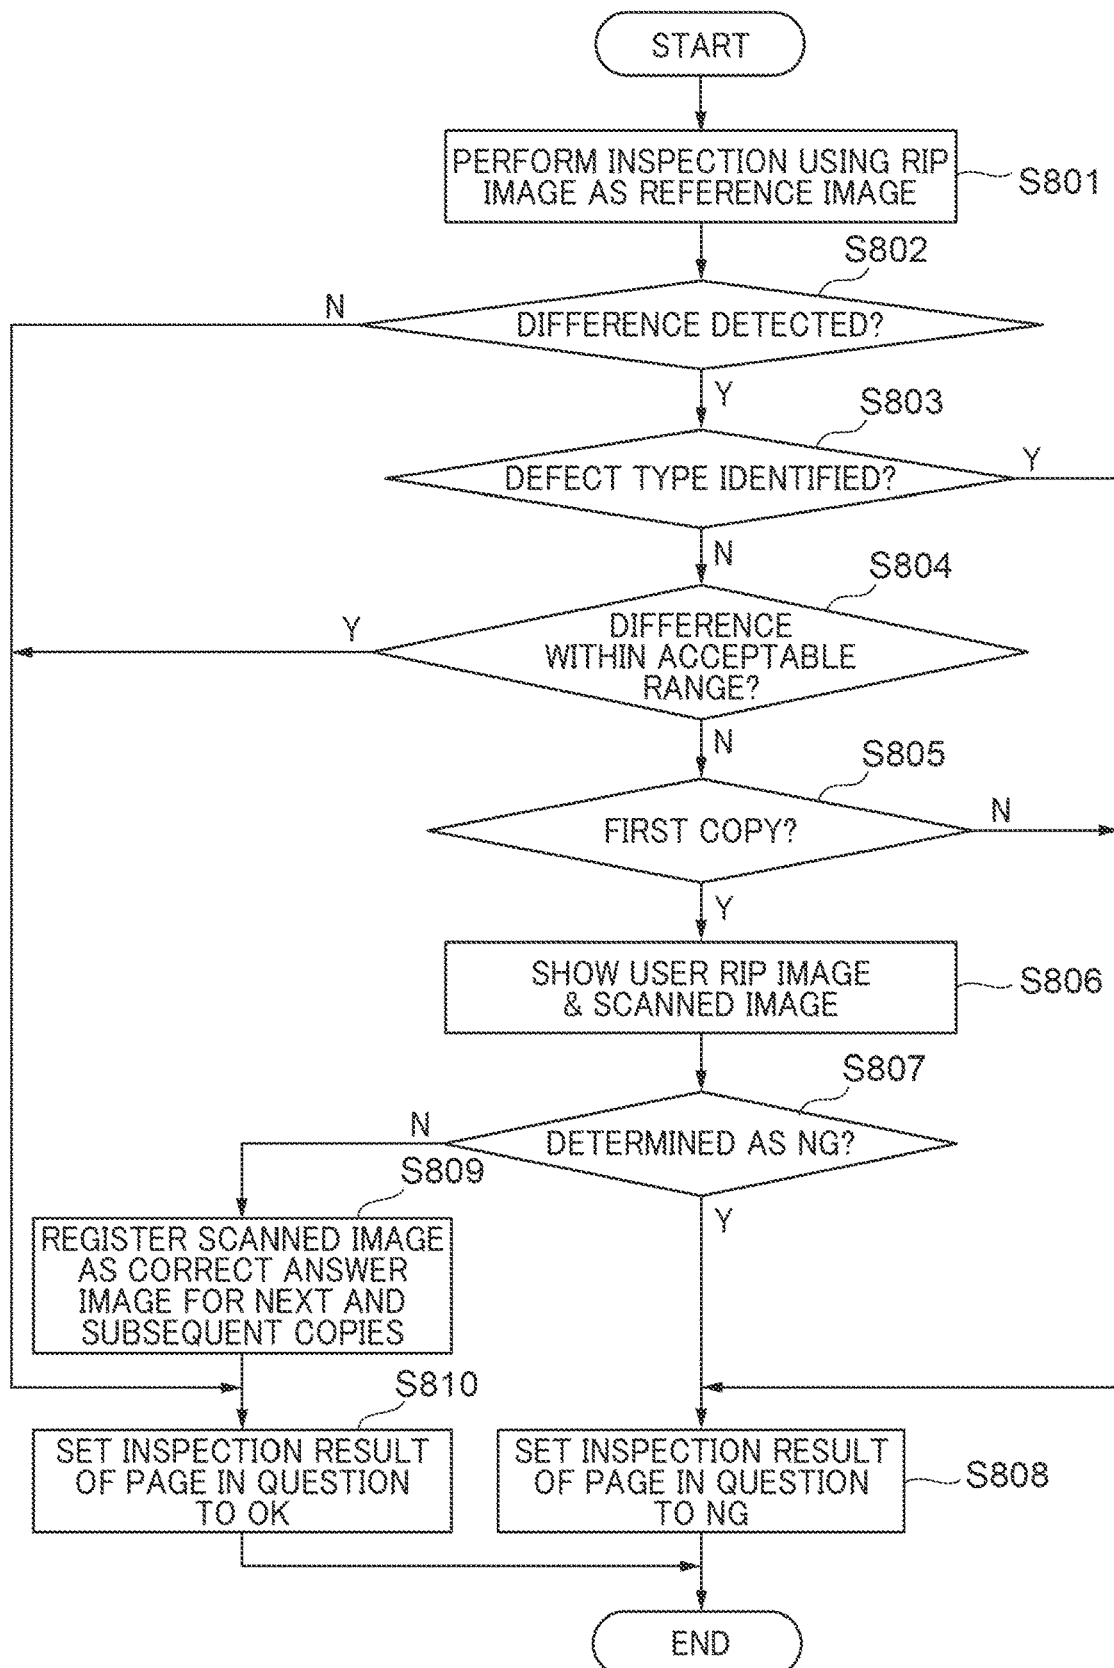 START
PERFORM INSPECTION USING RIP
IMAGE AS REFERENCE IMAGE
S801
S802
N
DIFFERENCE DETECTED?
Y
S803
DEFECT TYPE IDENTIFIED?
Y
N
S804
Y
DIFFERENCE
WITHIN ACCEPTABLE
RANGE?
N
S805
FIRST COPY?
N
Y
SHOW USER RIP IMAGE
& SCANNED IMAGE
S806
S807
N
DETERMINED AS NG?
Y
S809
REGISTER SCANNED IMAGE
AS CORRECT ANSWER
IMAGE FOR NEXT AND
SUBSEQUENT COPIES
S810
SET INSPECTION RESULT
OF PAGE IN QUESTION
TO OK
SET INSPECTION RESULT
OF PAGE IN QUESTION
TO NG
S808
END